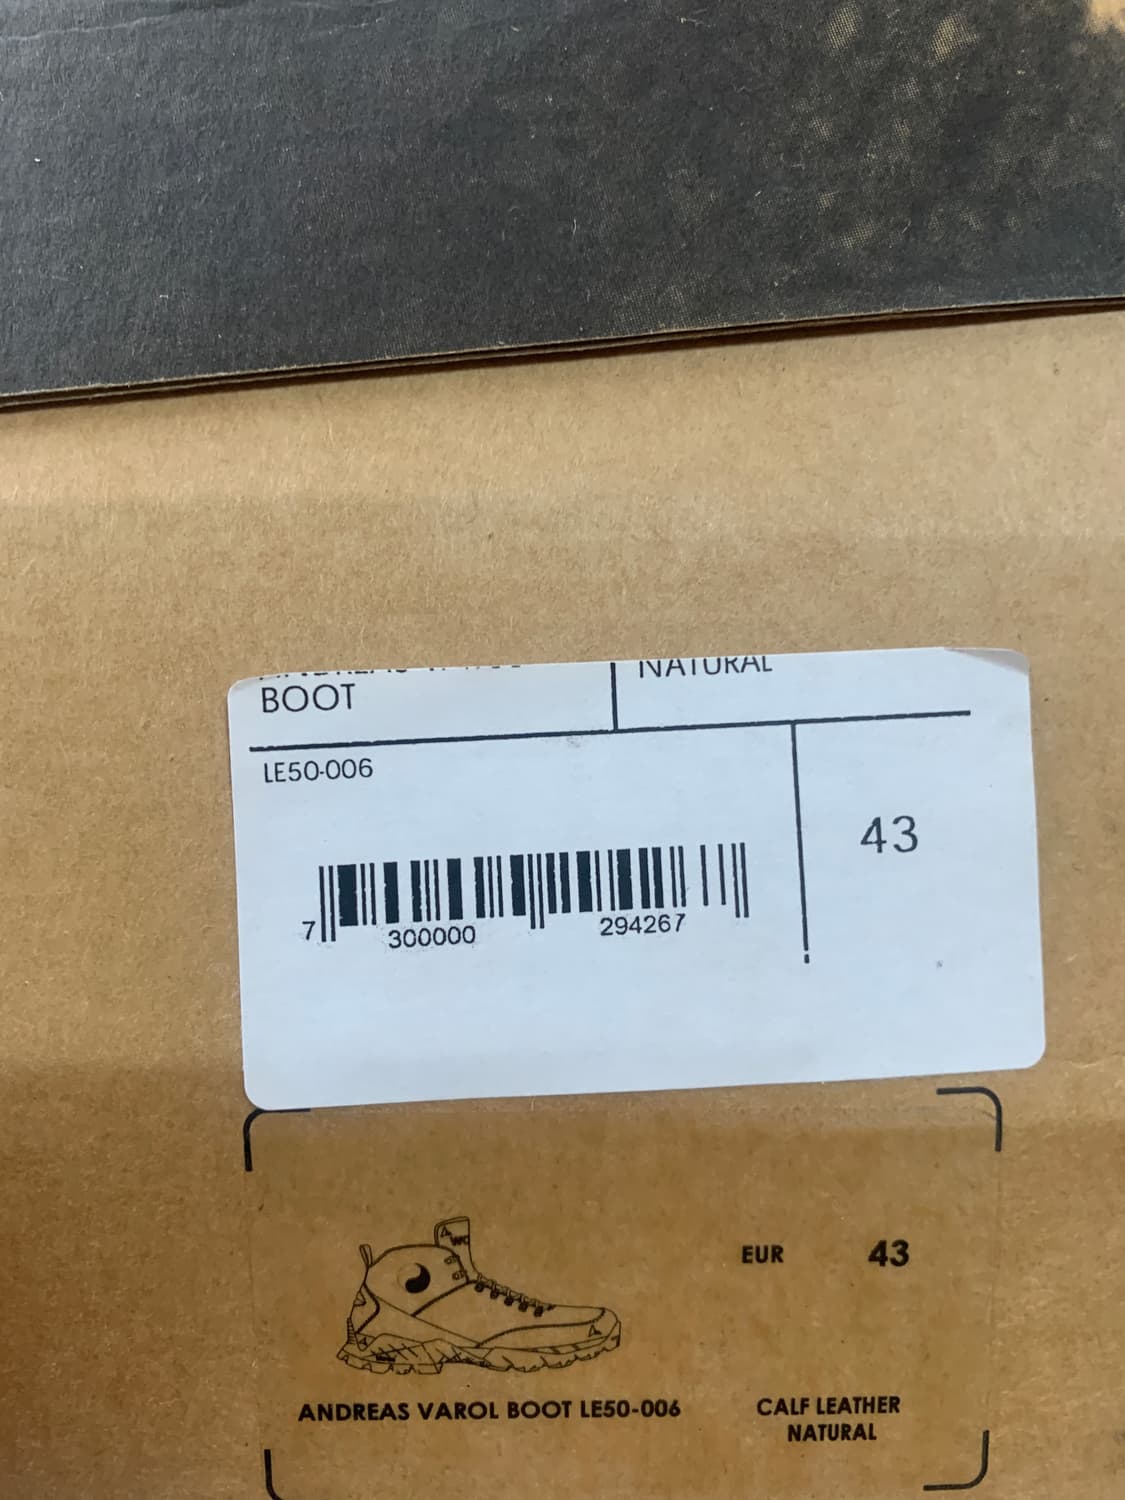 BOOT
NATURAL
LE50-006
43
7 300000 294267
EUR 43
ANDREAS VAROL BOOT LE50-006
CALF LEATHER
NATURAL